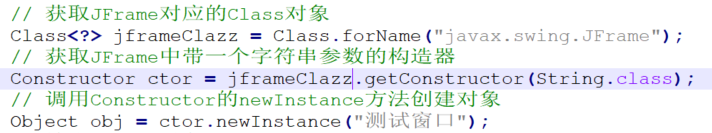 // 获取JFrame对应的Class对象
Class<?> jframeClazz = Class.forName("javax.swing.JFrame");
// 获取JFrame中带一个字符串参数的构造器
Constructor ctor = jframeClazz.getConstructor(String.class);
// 调用Constructor的newInstance方法创建对象
Object obj = ctor.newInstance("测试窗口");